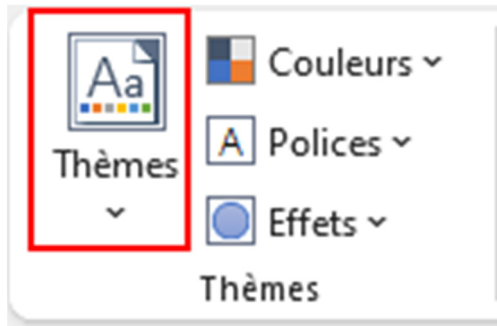 Aa
Thèmes
Couleurs
A Polices
Effets
Thèmes